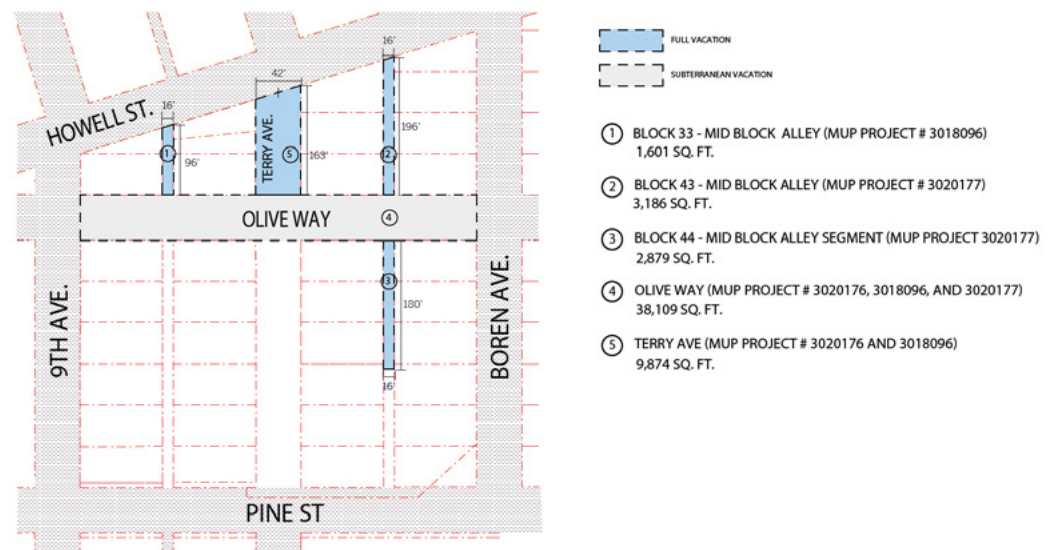 16'
42'
16'
HOWELL ST.
TERRY AVE.
96'
163'
196'
1
5
2
OLIVE WAY
4
3
180'
16'
9TH AVE.
BOREN AVE.
PINE ST
FULL VACATION
SUBTERRANEAN VACATION
1 BLOCK 33 - MID BLOCK ALLEY (MUP PROJECT # 3018096)
1,601 SQ. FT.
2 BLOCK 43 - MID BLOCK ALLEY (MUP PROJECT # 3020177)
3,186 SQ. FT.
3 BLOCK 44 - MID BLOCK ALLEY SEGMENT (MUP PROJECT 3020177)
2,879 SQ. FT.
4 OLIVE WAY (MUP PROJECT # 3020176, 3018096, AND 3020177)
38,109 SQ. FT.
5 TERRY AVE (MUP PROJECT # 3020176 AND 3018096)
9,874 SQ. FT.